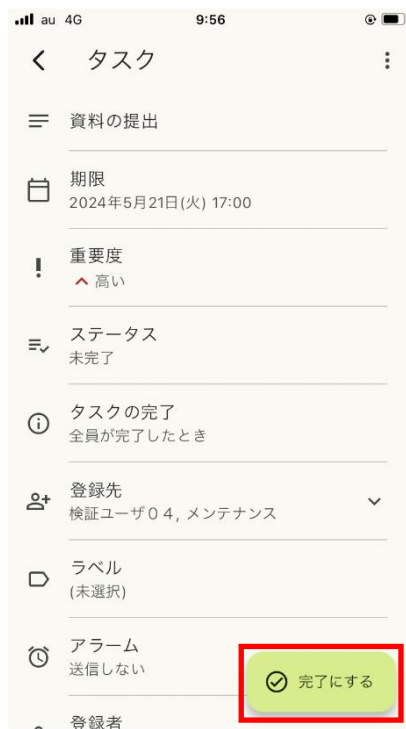 au 4G 9:56
タスク
資料の提出
期限
2024年5月21日(火) 17:00
重要度
高い
ステータス
未完了
タスクの完了
全員が完了したとき
登録先
検証ユーザ０４, メンテナンス
ラベル
(未選択)
アラーム
送信しない
完了にする
登録者